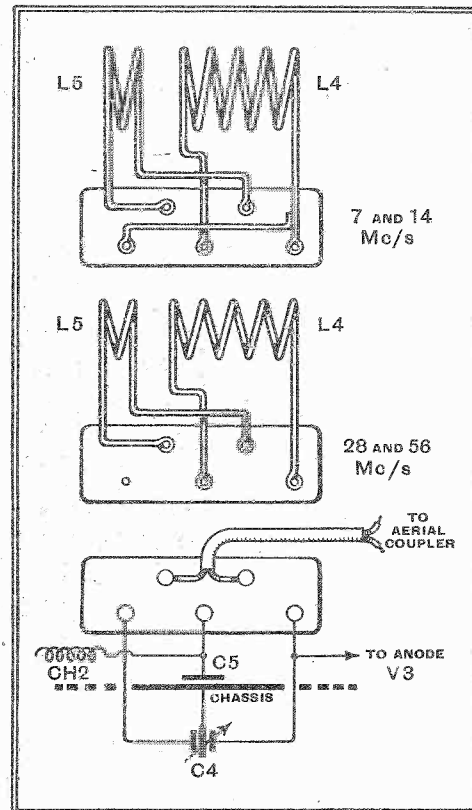 L5
L4
7 AND 14
Mc/s
L5
L4
28 AND 56
Mc/s
TO
AERIAL
COUPLER
C5
TO ANODE
V3
CH2
CHASSIS
C4